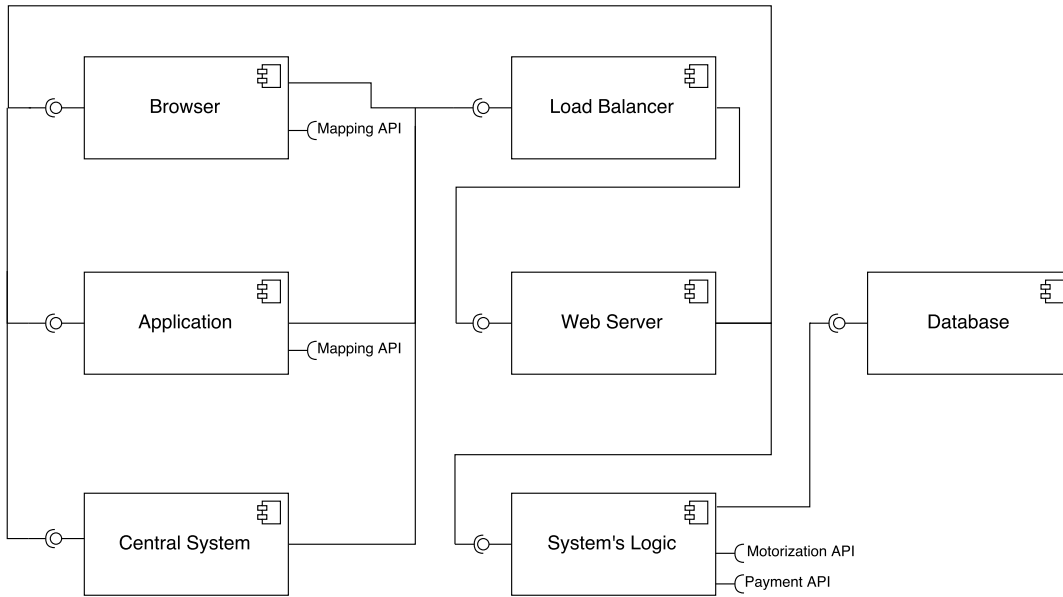 Browser
Load Balancer
Mapping API
Application
Web Server
Database
Mapping API
Central System
System's Logic
Motorization API
Payment API